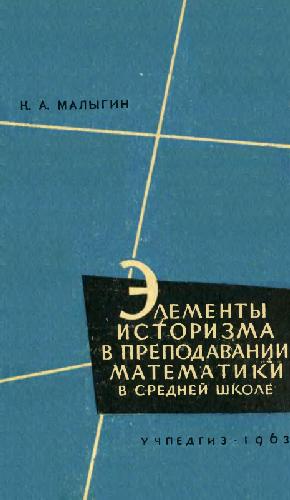 К. А. МАЛЫГИН
ЭЛЕМЕНТЫ
ИСТОРИЗМА
В ПРЕПОДАВАНИИ
МАТЕМАТИКИ
В СРЕДНЕЙ ШКОЛЕ
УЧПЕДГИЗ-1963